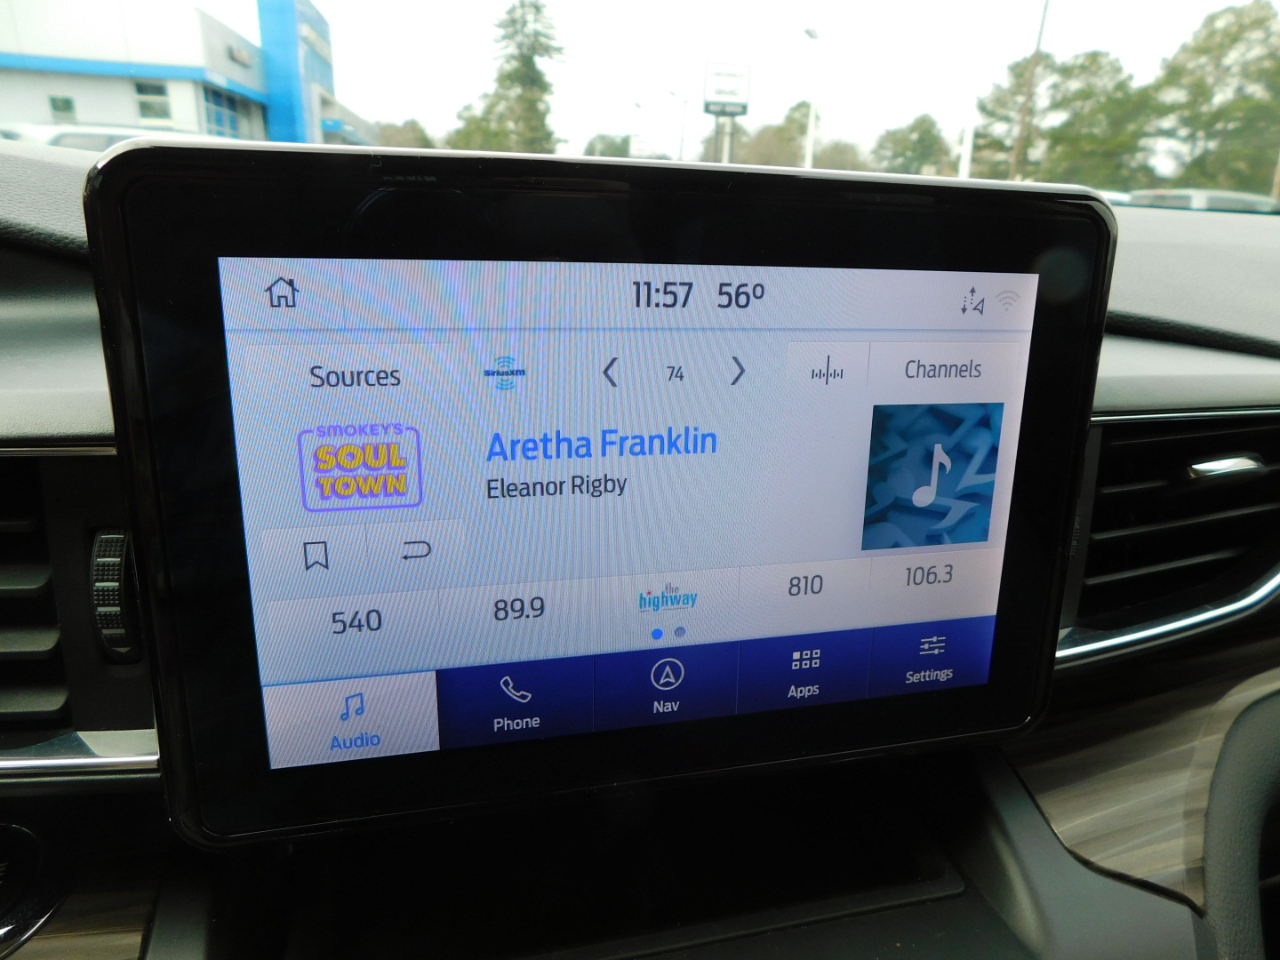 11:57 56º
Sources
SiriusXM
74
Channels
SMOKEY'S
SOUL
TOWN
Aretha Franklin
Eleanor Rigby
540
89.9
the
highway
810
106.3
Audio
Phone
Nav
Apps
Settings